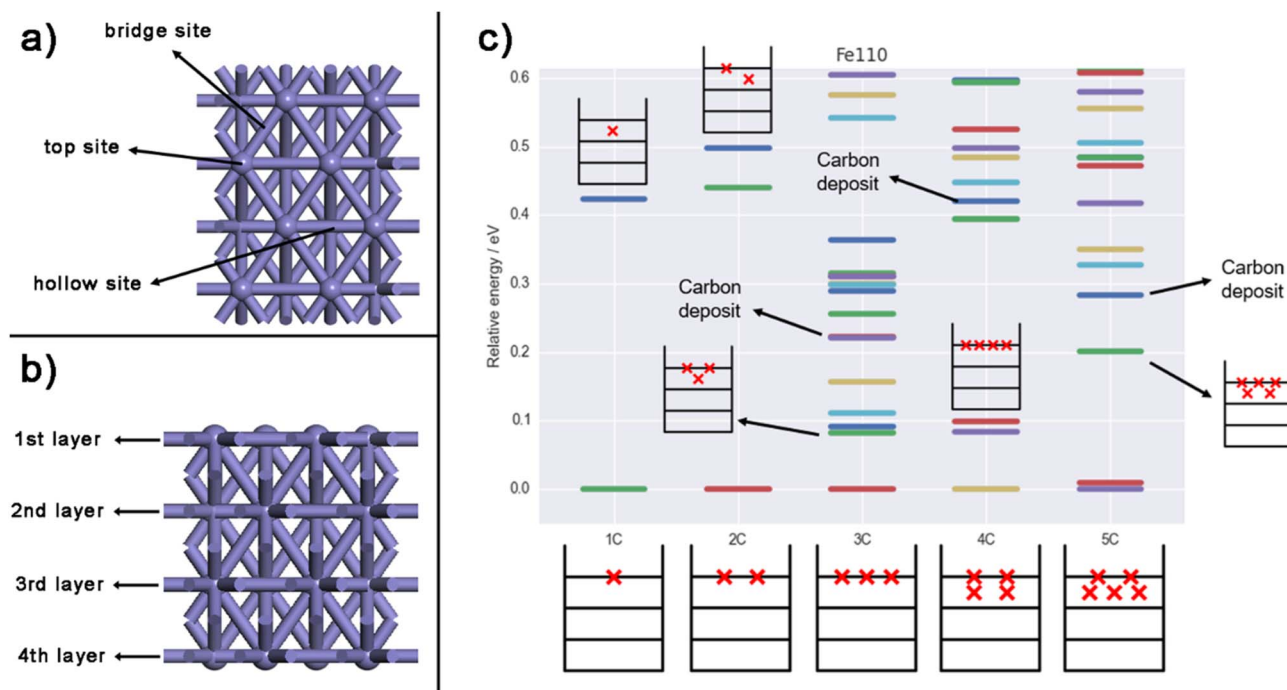 a)
bridge site
top site
hollow site
b)
1st layer
2nd layer
3rd layer
4th layer
c)
Fe110
Relative energy / eV
0.6
0.5
0.4
0.3
0.2
0.1
0.0
Carbon
deposit
Carbon
deposit
Carbon
deposit
1C
2C
3C
4C
5C